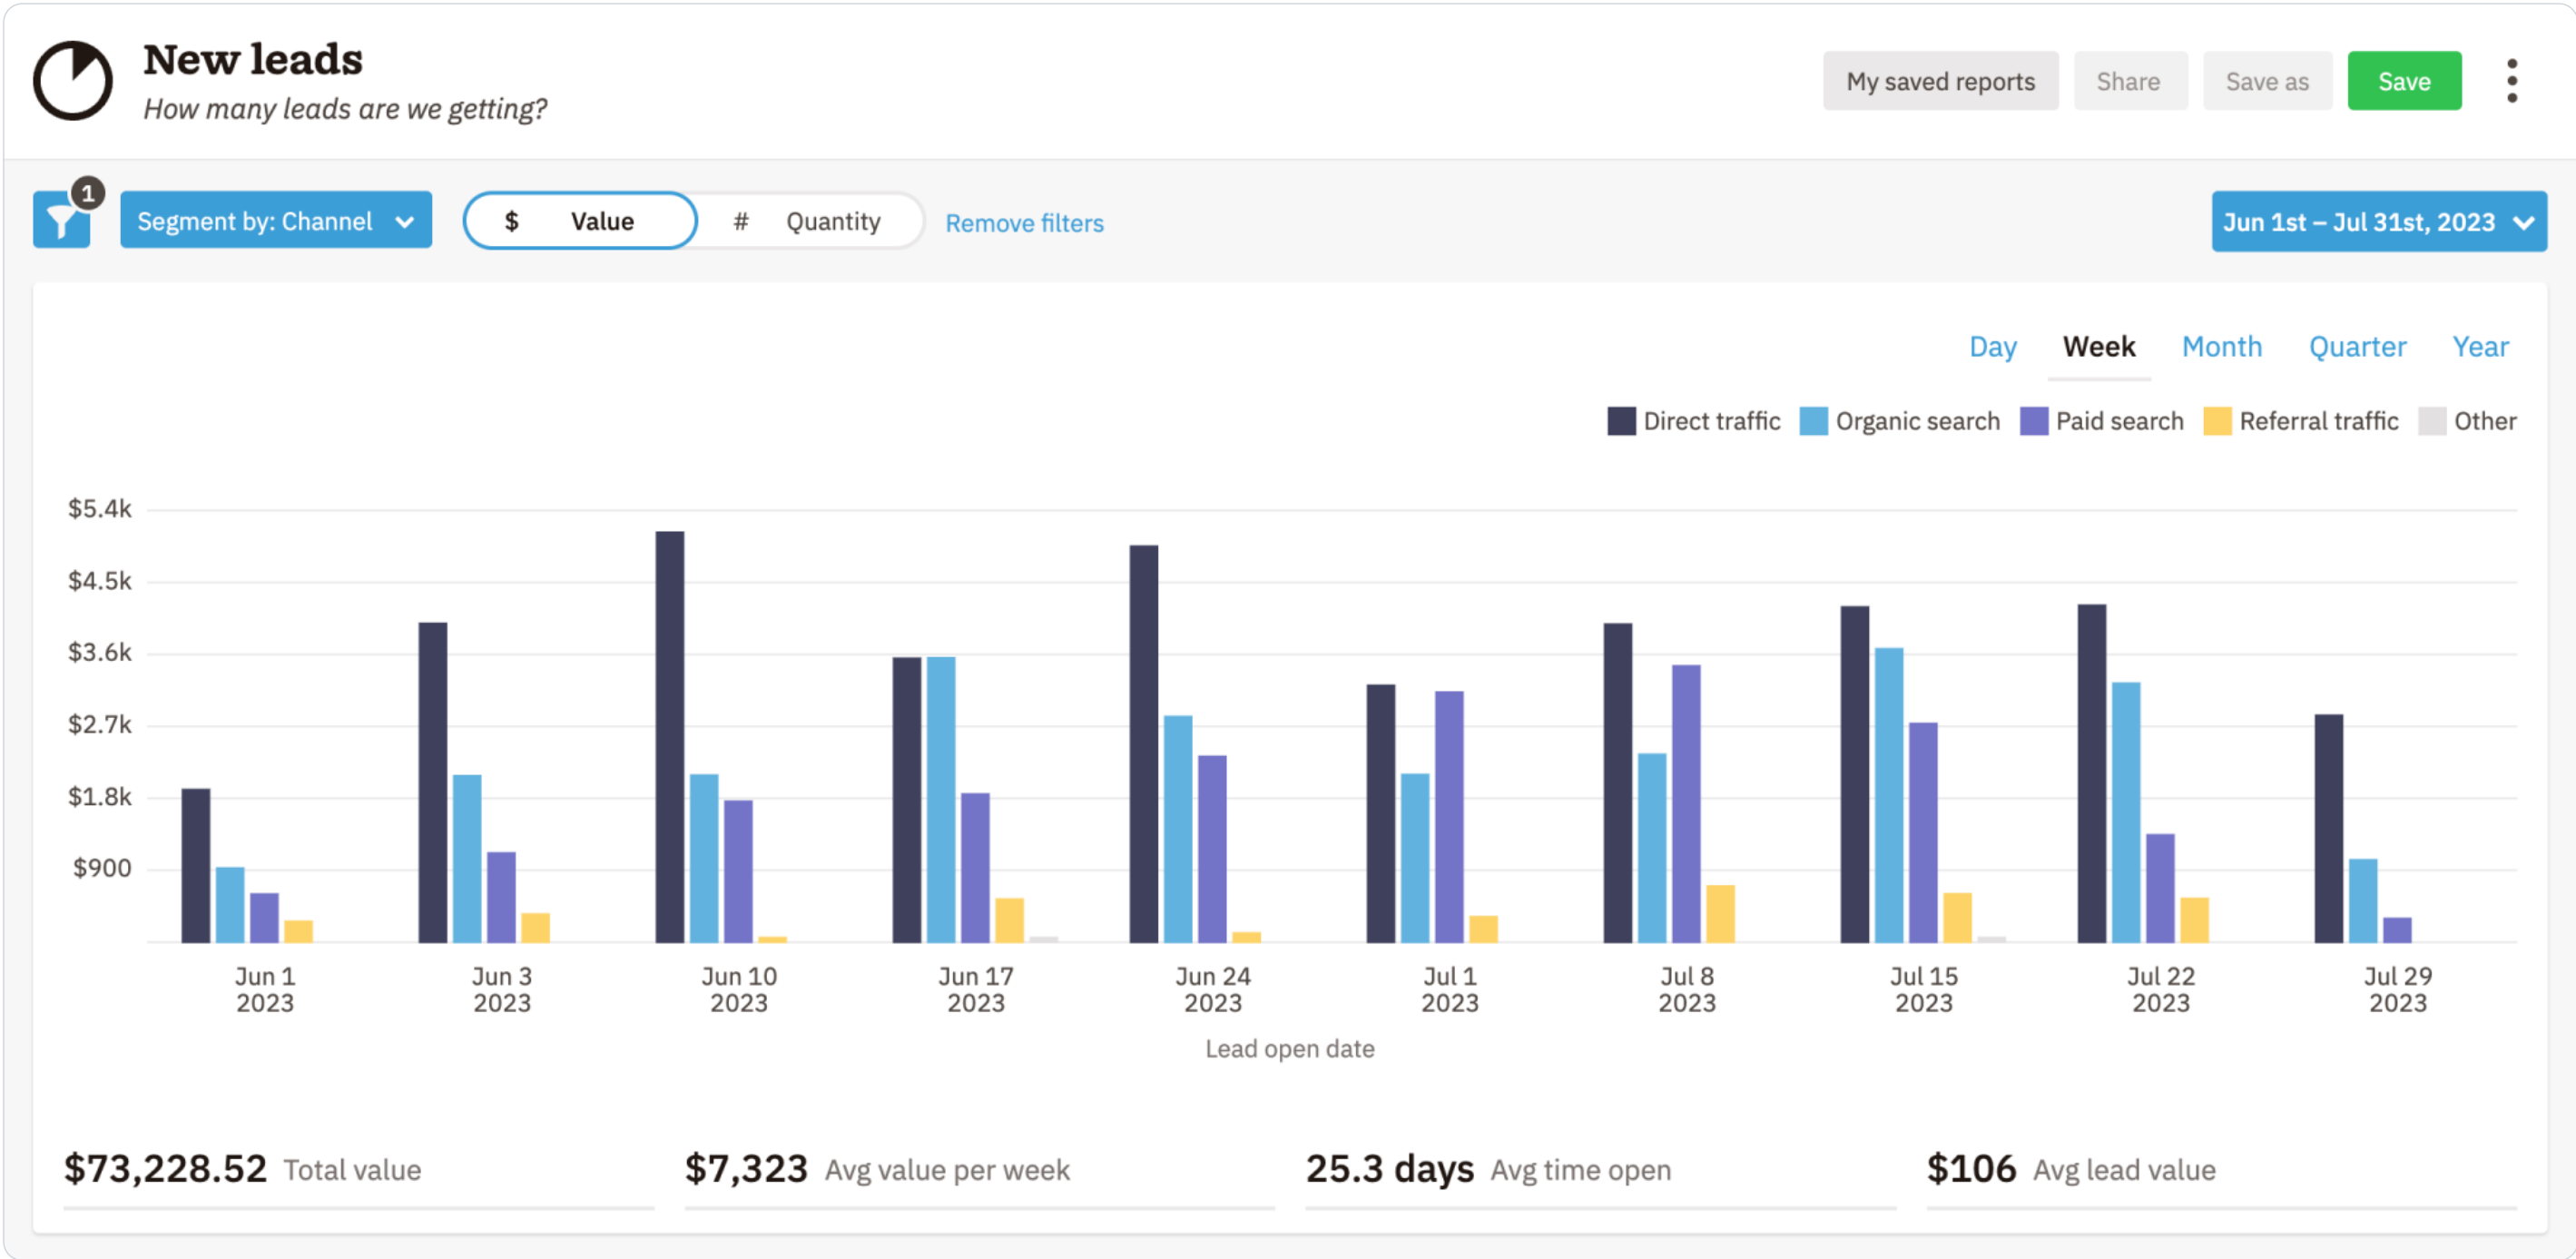 New leads
How many leads are we getting?
My saved reports
Share
Save as
Save
1
Segment by: Channel
$ Value
# Quantity
Remove filters
Jun 1st – Jul 31st, 2023
Day Week Month Quarter Year
Direct traffic Organic search Paid search Referral traffic Other
$5.4k
$4.5k
$3.6k
$2.7k
$1.8k
$900
Jun 1 2023
Jun 3 2023
Jun 10 2023
Jun 17 2023
Jun 24 2023
Jul 1 2023
Jul 8 2023
Jul 15 2023
Jul 22 2023
Jul 29 2023
Lead open date
$73,228.52 Total value
$7,323 Avg value per week
25.3 days Avg time open
$106 Avg lead value